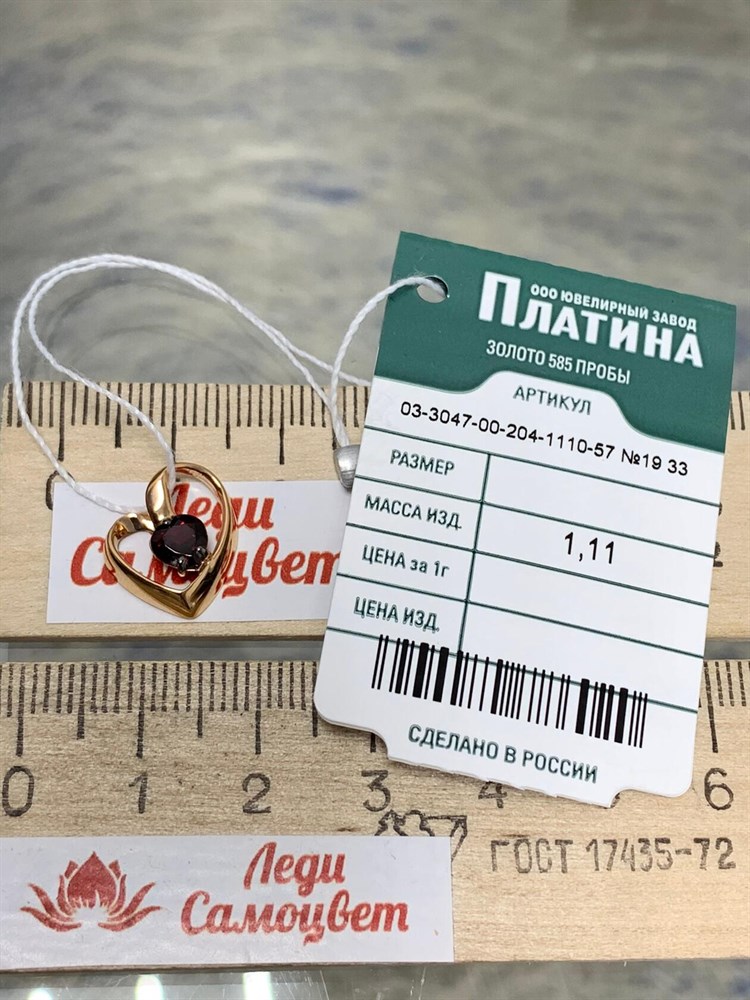 ООО ЮВЕЛИРНЫЙ ЗАВОД
ПЛАТИНА
ЗОЛОТО 585 ПРОБЫ
АРТИКУЛ
03-3047-00-204-1110-57 №19 33
РАЗМЕР
МАССА ИЗД.
1,11
ЦЕНА за 1г
ЦЕНА ИЗД.
СДЕЛАНО В РОССИИ
Леди
Самоцвет
0 1 2 3 4 6
ГОСТ 17435-72
Леди
Самоцвет